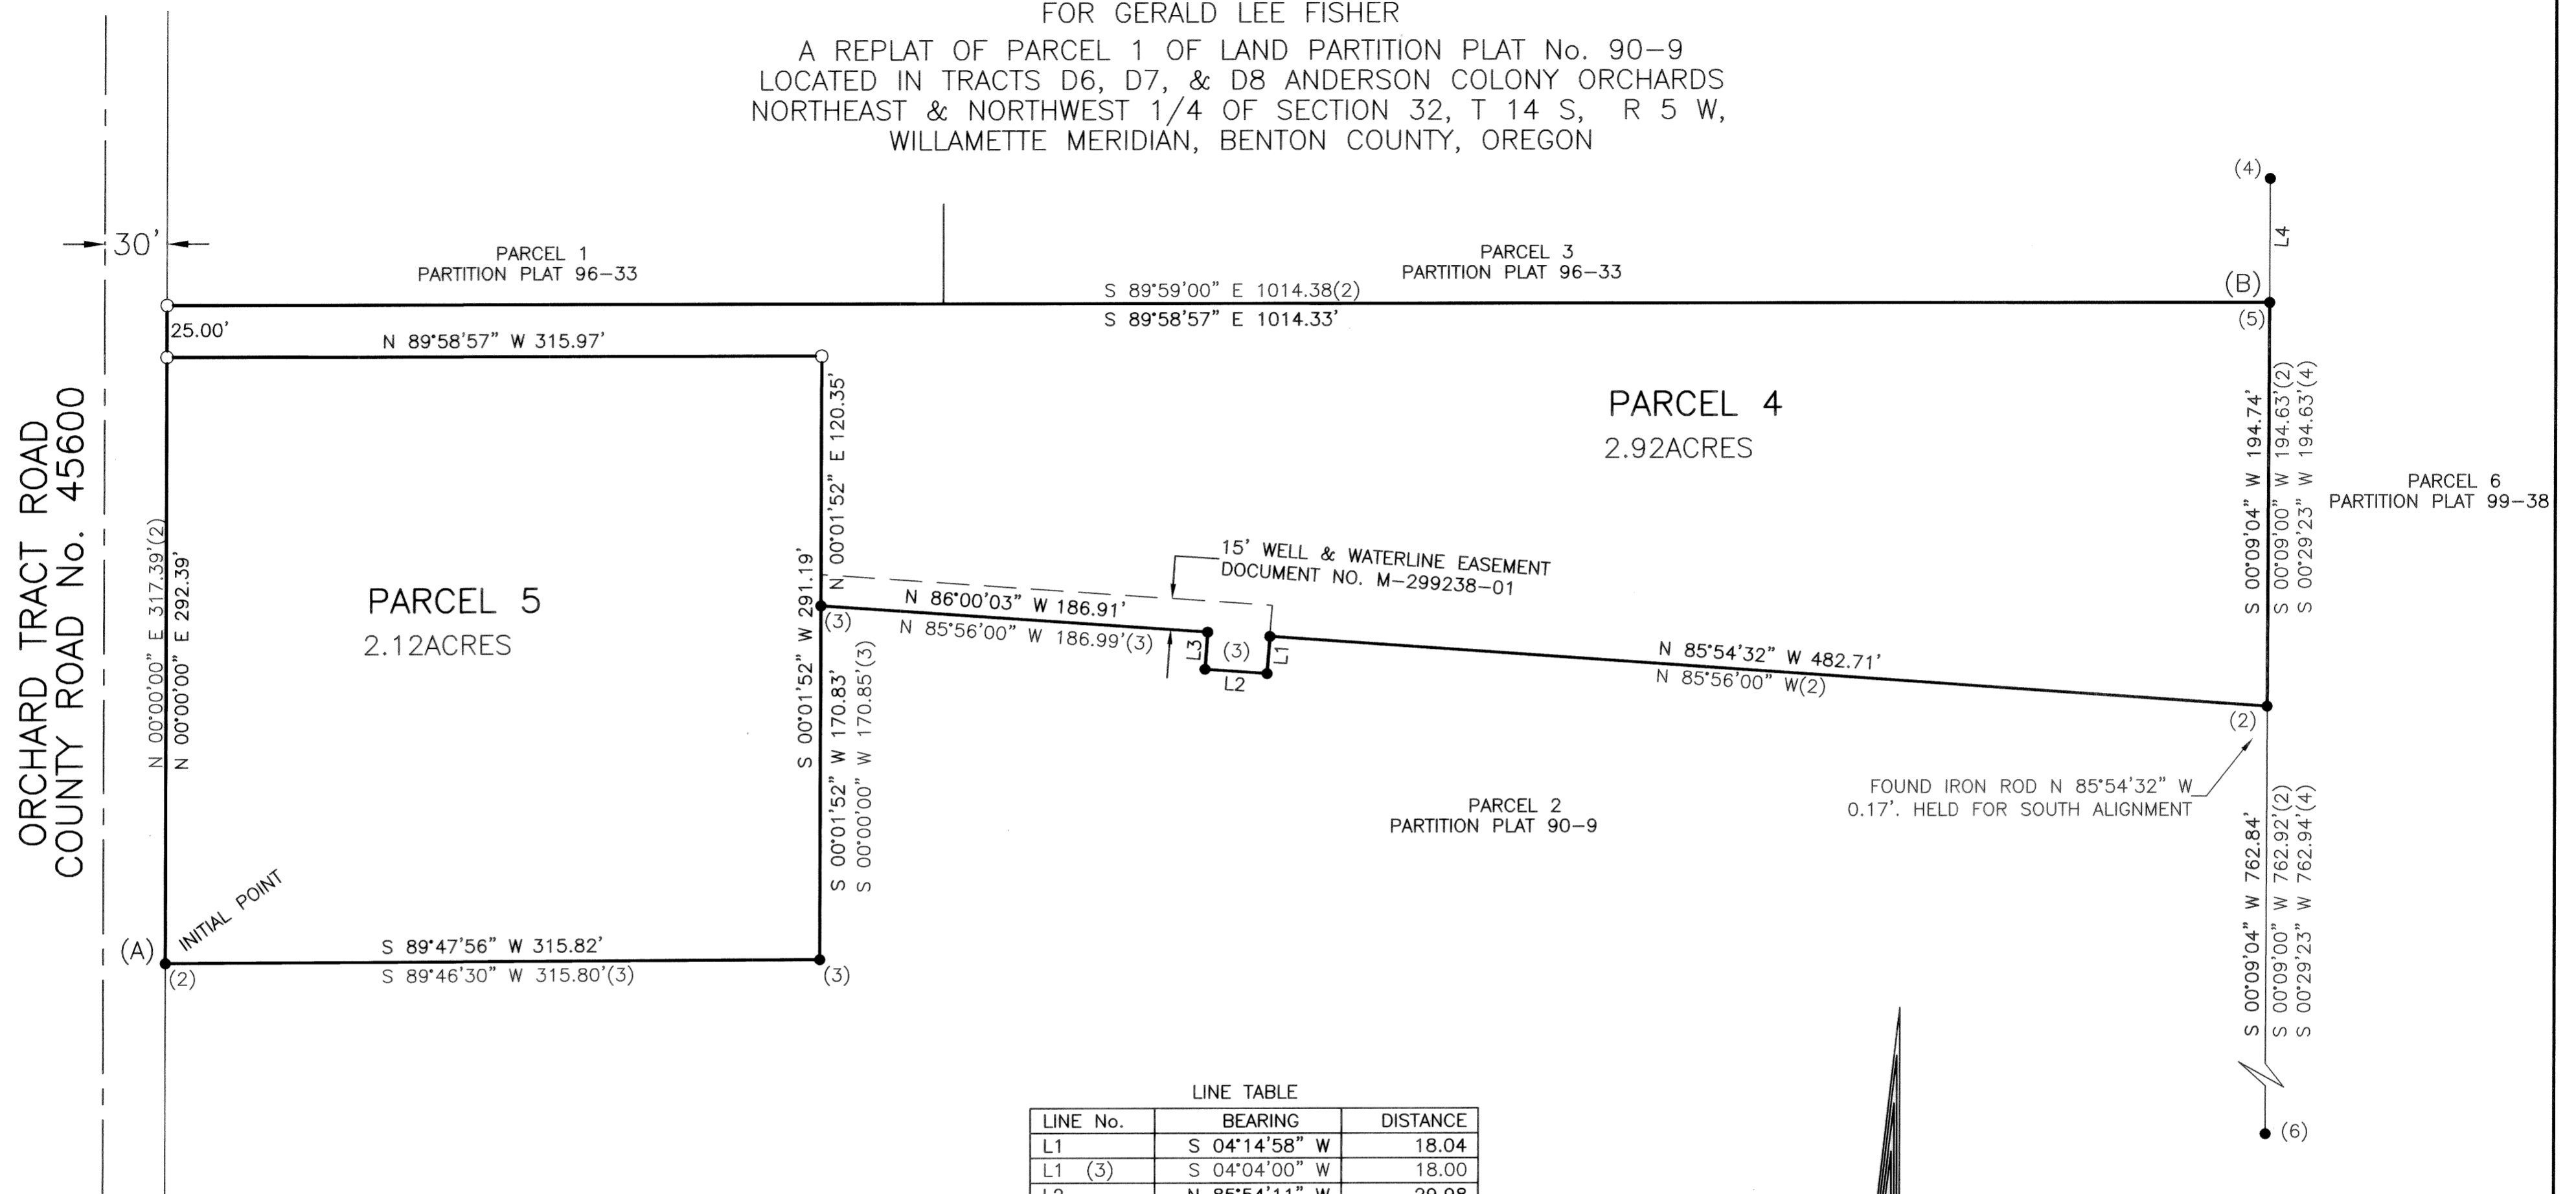 FOR GERALD LEE FISHER
A REPLAT OF PARCEL 1 OF LAND PARTITION PLAT No. 90-9
LOCATED IN TRACTS D6, D7, & D8 ANDERSON COLONY ORCHARDS
NORTHEAST & NORTHWEST 1/4 OF SECTION 32, T 14 S, R 5 W,
WILLAMETTE MERIDIAN, BENTON COUNTY, OREGON
(4)
L4
30'
PARCEL 1
PARTITION PLAT 96-33
PARCEL 3
PARTITION PLAT 96-33
S 89°59'00" E 1014.38(2)
S 89°58'57" E 1014.33'
(B)
(5)
25.00'
N 89°58'57" W 315.97'
N 00°01'52" E 120.35'
PARCEL 4
2.92ACRES
S 00°09'04" W 194.74'
S 00°09'00" W 194.63'(2)
S 00°29'23" W 194.63'(4)
PARCEL 6
PARTITION PLAT 99-38
ORCHARD TRACT ROAD
COUNTY ROAD No. 45600
N 00°00'00" E 317.39'(2)
N 00°00'00" E 292.39'
PARCEL 5
2.12ACRES
S 00°01'52" W 291.19'
15' WELL & WATERLINE EASEMENT
DOCUMENT NO. M-299238-01
N 86°00'03" W 186.91'
N 85°56'00" W 186.99'(3)
(3)
L3
(3)
L1
L2
N 85°54'32" W 482.71'
N 85°56'00" W(2)
(2)
S 00°01'52" W 170.83'
S 00°00'00" W 170.85'(3)
FOUND IRON ROD N 85°54'32" W
0.17'. HELD FOR SOUTH ALIGNMENT
PARCEL 2
PARTITION PLAT 90-9
S 00°09'04" W 762.84'
S 00°09'00" W 762.92'(2)
S 00°29'23" W 762.94'(4)
INITIAL POINT
(A)
(2)
S 89°47'56" W 315.82'
S 89°46'30" W 315.80'(3)
(3)
(6)
LINE TABLE
LINE No. BEARING DISTANCE
L1 S 04°14'58" W 18.04
L1 (3) S 04°04'00" W 18.00
L2 N 85°54'11" W 29.98